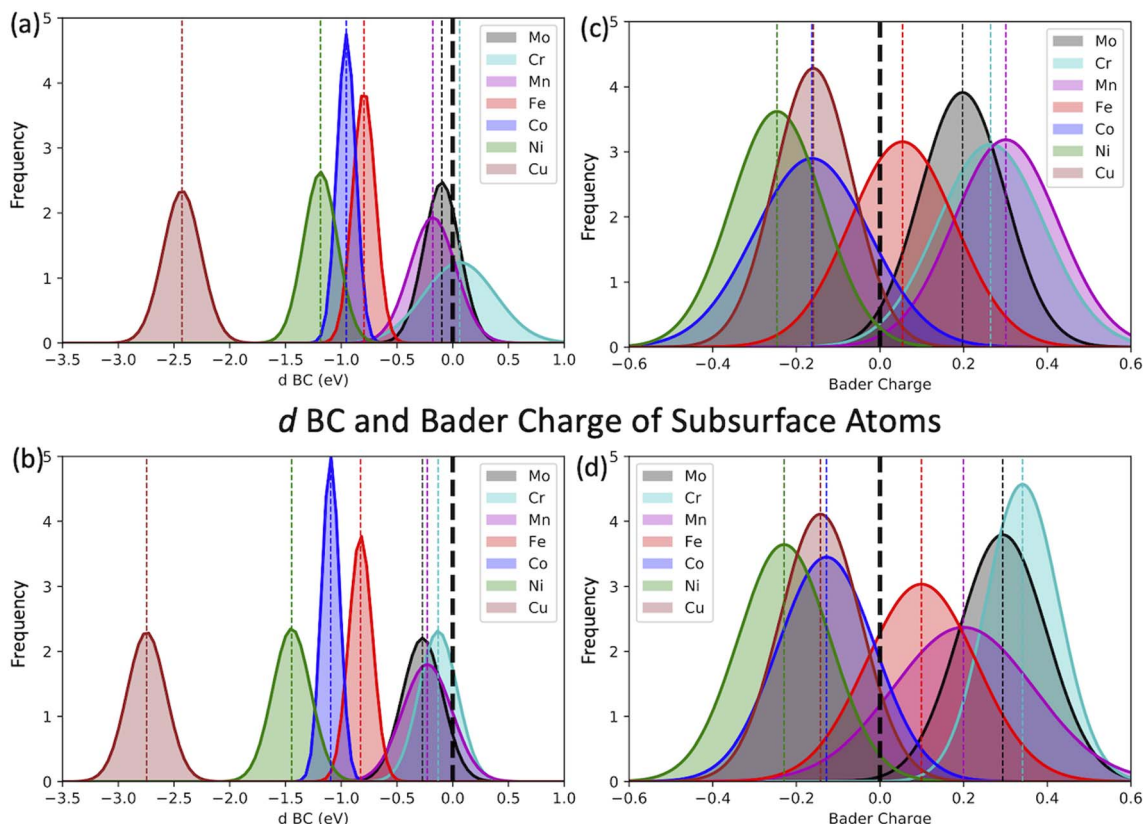 (a)
5
4
3
2
1
0
Frequency
Mo
Cr
Mn
Fe
Co
Ni
Cu
−3.5 −3.0 −2.5 −2.0 −1.5 −1.0 −0.5 0.0 0.5 1.0
d BC (eV)
(c)
5
4
3
2
1
0
Frequency
Mo
Cr
Mn
Fe
Co
Ni
Cu
−0.6 −0.4 −0.2 0.0 0.2 0.4 0.6
Bader Charge
d BC and Bader Charge of Subsurface Atoms
(b)
5
4
3
2
1
0
Frequency
Mo
Cr
Mn
Fe
Co
Ni
Cu
−3.5 −3.0 −2.5 −2.0 −1.5 −1.0 −0.5 0.0 0.5 1.0
d BC (eV)
(d)
5
4
3
2
1
0
Frequency
Mo
Cr
Mn
Fe
Co
Ni
Cu
−0.6 −0.4 −0.2 0.0 0.2 0.4 0.6
Bader Charge